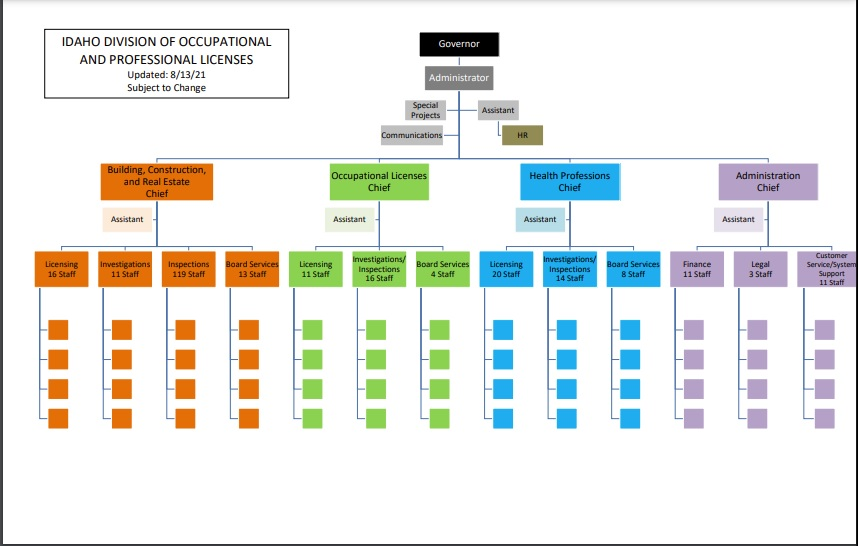 IDAHO DIVISION OF OCCUPATIONAL
AND PROFESSIONAL LICENSES
Updated: 8/13/21
Subject to Change
Governor
Administrator
Special
Projects
Assistant
Communications
HR
Building, Construction,
and Real Estate
Chief
Occupational Licenses
Chief
Health Professions
Chief
Administration
Chief
Assistant
Assistant
Assistant
Assistant
Licensing
16 Staff
Investigations
11 Staff
Inspections
119 Staff
Board Services
13 Staff
Licensing
11 Staff
Investigations/
Inspections
16 Staff
Board Services
4 Staff
Licensing
20 Staff
Investigations/
Inspections
14 Staff
Board Services
8 Staff
Finance
11 Staff
Legal
3 Staff
Customer
Service/System
Support
11 Staff